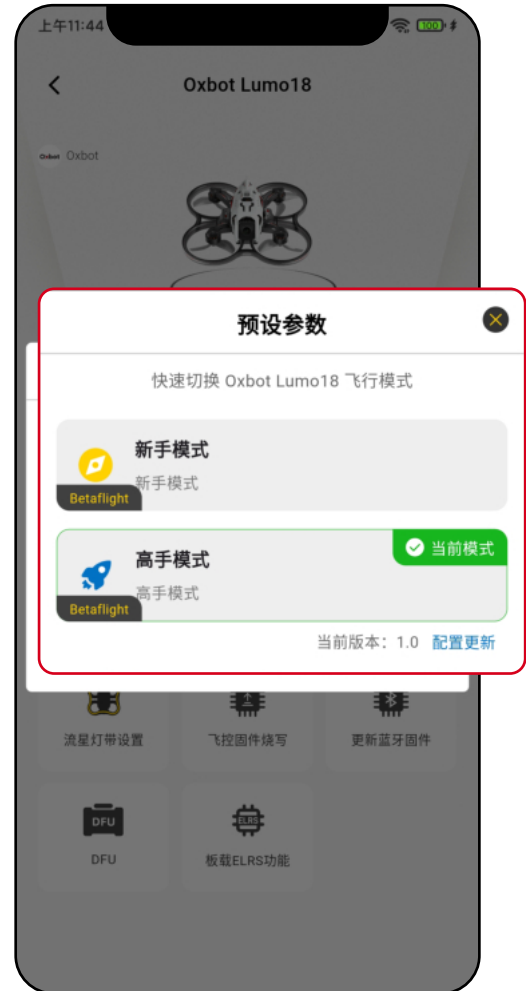 上午11:44
100
Oxbot Lumo18
Oxbot Oxbot
预设参数
快速切换 Oxbot Lumo18 飞行模式
新手模式
新手模式
Betaflight
当前模式
高手模式
高手模式
Betaflight
当前版本：1.0 配置更新
流星灯带设置
飞控固件烧写
更新蓝牙固件
DFU
ELRS
DFU
板载ELRS功能